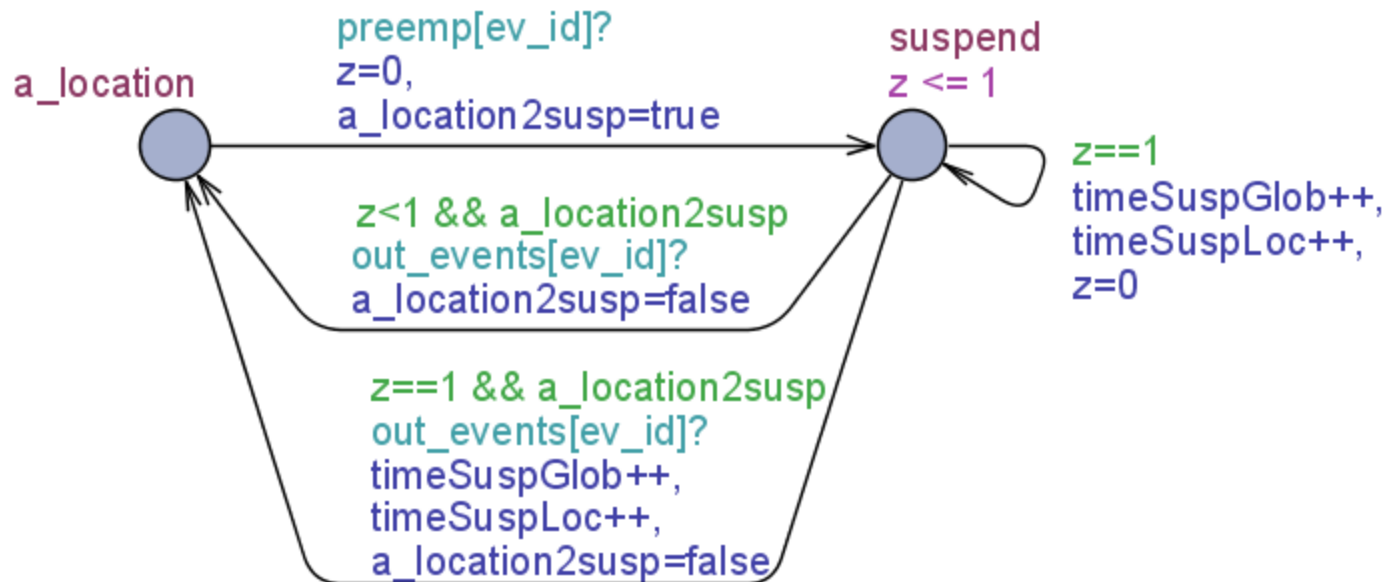 preemp[ev_id]?
z=0,
a_location2susp=true
a_location
suspend
z <= 1
z==1
timeSuspGlob++,
timeSuspLoc++,
z=0
z<1 && a_location2susp
out_events[ev_id]?
a_location2susp=false
z==1 && a_location2susp
out_events[ev_id]?
timeSuspGlob++,
timeSuspLoc++,
a_location2susp=false